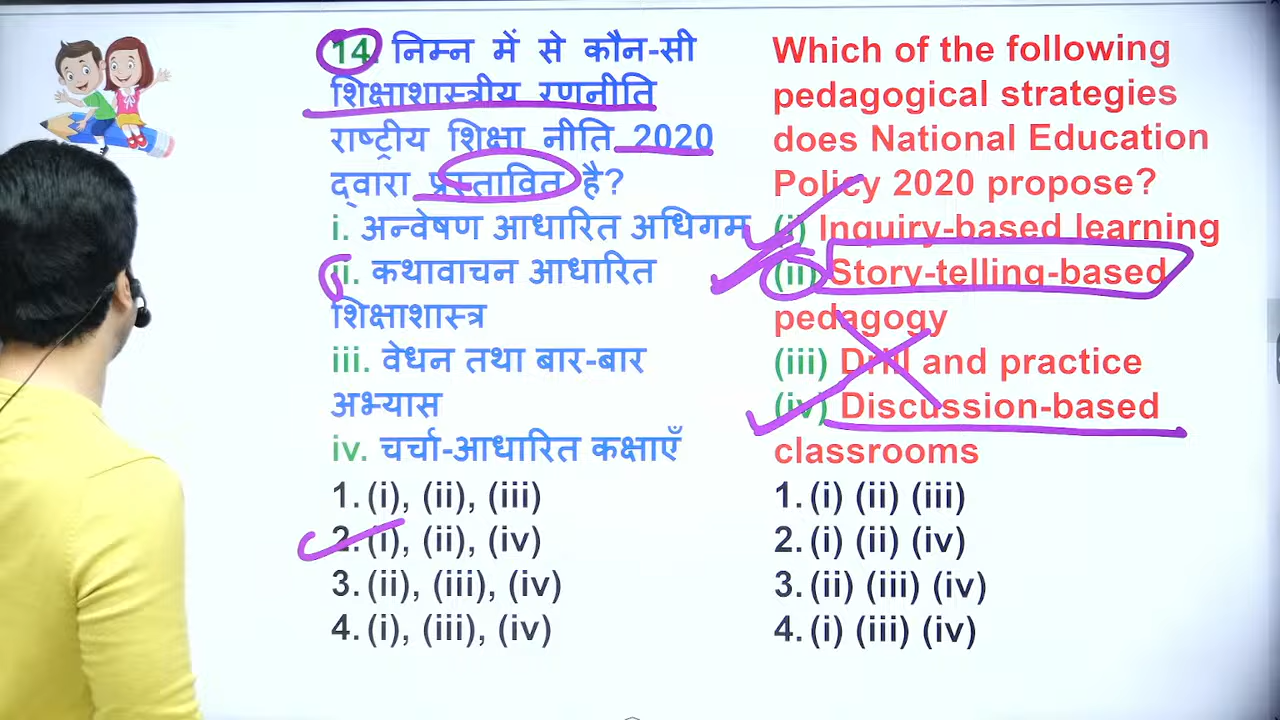 14. निम्न में से कौन-सी
शिक्षाशास्त्रीय रणनीति
राष्ट्रीय शिक्षा नीति 2020
द्वारा प्रस्तावित है?
i. अन्वेषण आधारित अधिगम
ii. कथावाचन आधारित
शिक्षाशास्त्र
iii. वेधन तथा बार-बार
अभ्यास
iv. चर्चा-आधारित कक्षाएँ
1. (i), (ii), (iii)
2. (i), (ii), (iv)
3. (ii), (iii), (iv)
4. (i), (iii), (iv)
Which of the following
pedagogical strategies
does National Education
Policy 2020 propose?
(i) Inquiry-based learning
(ii) Story-telling-based
pedagogy
(iii) Drill and practice
(iv) Discussion-based
classrooms
1. (i) (ii) (iii)
2. (i) (ii) (iv)
3. (ii) (iii) (iv)
4. (i) (iii) (iv)